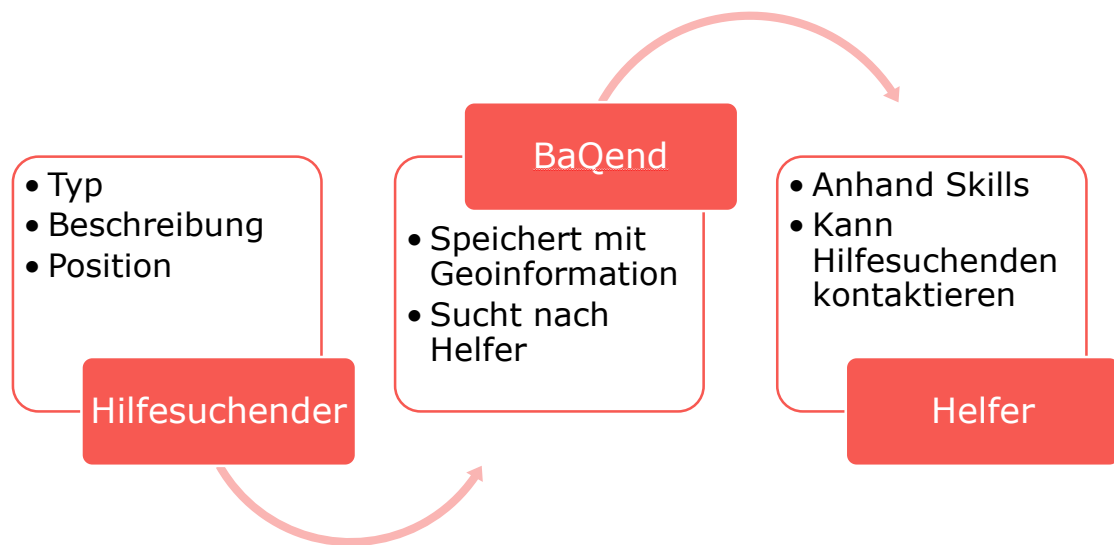 • Typ
• Beschreibung
• Position
Hilfesuchender
BaQend
• Speichert mit
Geoinformation
• Sucht nach
Helfer
• Anhand Skills
• Kann
Hilfesuchenden
kontaktieren
Helfer